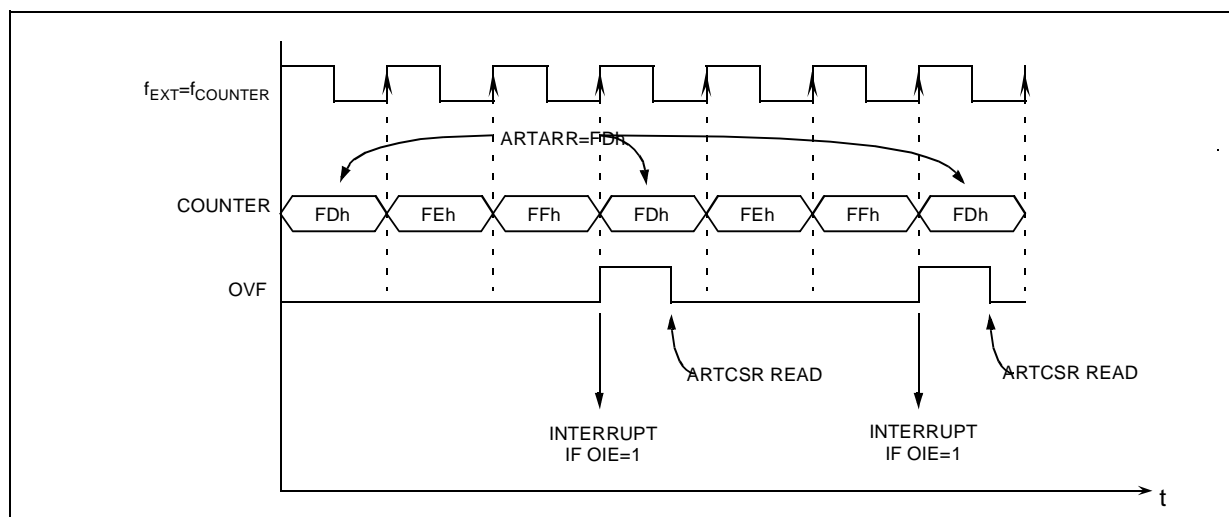 fEXT=fCOUNTER
ARTARR=FDh
COUNTER
FDh FEh FFh FDh FEh FFh FDh
OVF
ARTCSR READ
ARTCSR READ
INTERRUPT
IF OIE=1
INTERRUPT
IF OIE=1
t